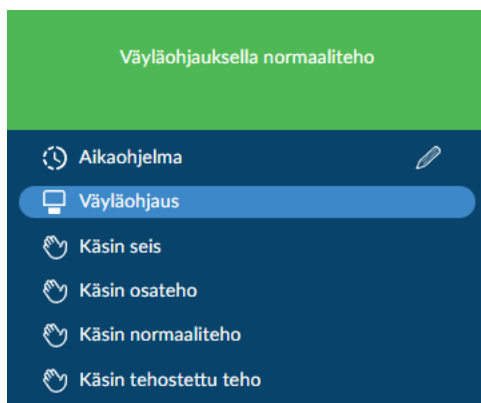 Väyläohjauksella normaaliteho
Aikaohjelma
Väyläohjaus
Käsin seis
Käsin osateho
Käsin normaaliteho
Käsin tehostettu teho